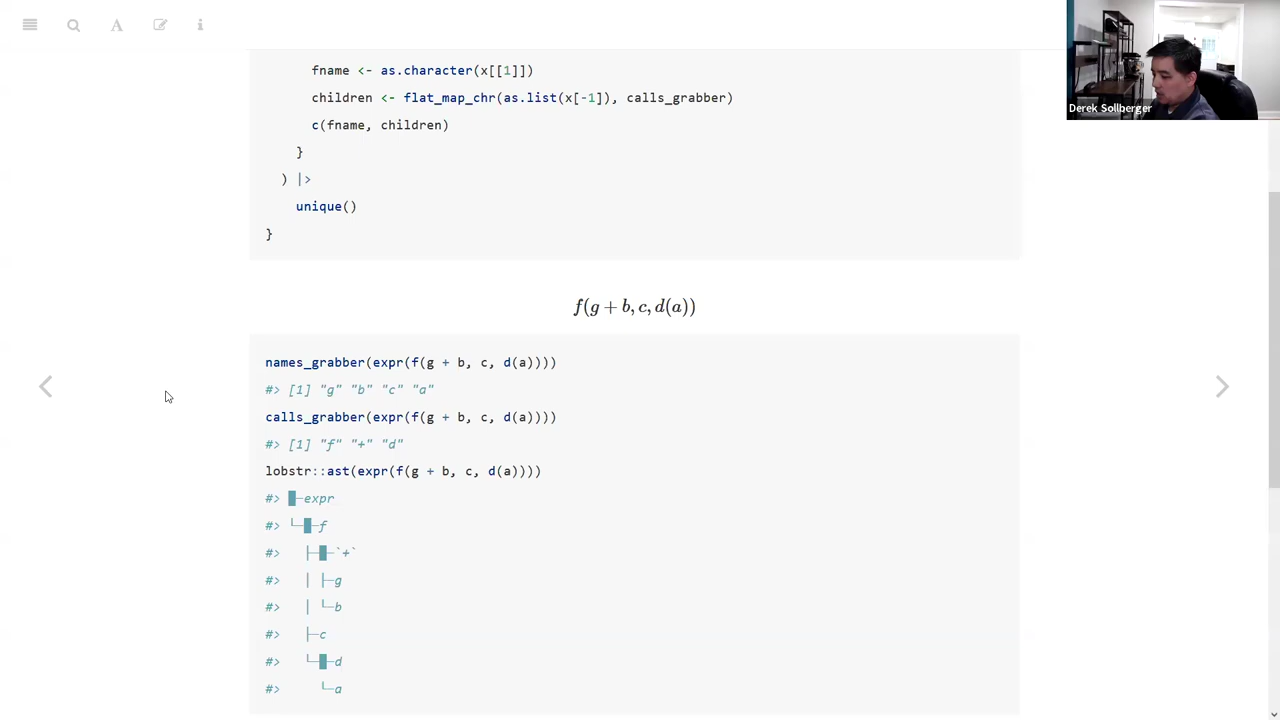 Derek Sollberger
fname <- as.character(x[[1]])
children <- flat_map_chr(as.list(x[-1]), calls_grabber)
c(fname, children)
}
) |>
unique()
}
f(g + b, c, d(a))
names_grabber(expr(f(g + b, c, d(a))))
#> [1] "g" "b" "c" "a"
calls_grabber(expr(f(g + b, c, d(a))))
#> [1] "f" "+" "d"
lobstr::ast(expr(f(g + b, c, d(a))))
#> █─expr
#> └─█─f
#>   ├─█─`+`
#>   │ ├─g
#>   │ └─b
#>   ├─c
#>   └─█─d
#>     └─a